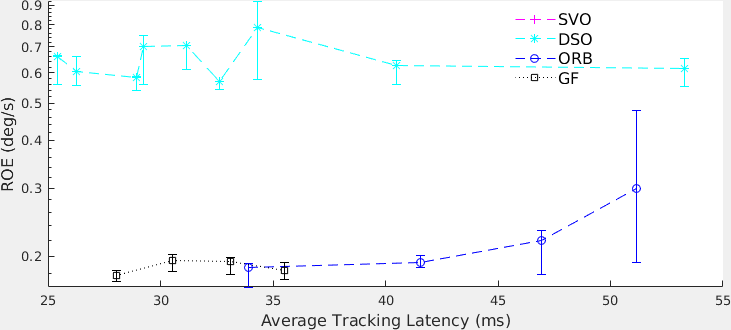 0.9
0.8
0.7
0.6
0.5
0.4
0.3
0.2
ROE (deg/s)
SVO
DSO
ORB
GF
25 30 35 40 45 50 55
Average Tracking Latency (ms)